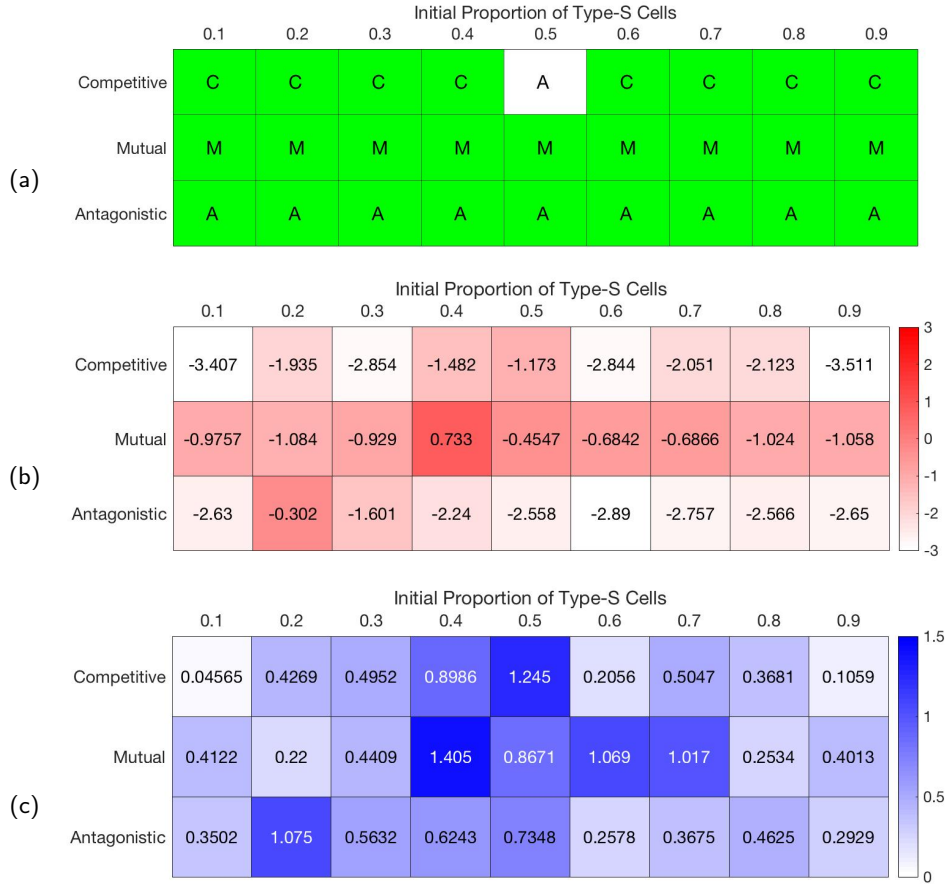 Initial Proportion of Type-S Cells
0.1 0.2 0.3 0.4 0.5 0.6 0.7 0.8 0.9
Competitive C C C C A C C C C
Mutual M M M M M M M M M
(a)
Antagonistic A A A A A A A A A
Initial Proportion of Type-S Cells
0.1 0.2 0.3 0.4 0.5 0.6 0.7 0.8 0.9
3
Competitive -3.407 -1.935 -2.854 -1.482 -1.173 -2.844 -2.051 -2.123 -3.511
2
1
Mutual -0.9757 -1.084 -0.929 0.733 -0.4547 -0.6842 -0.6866 -1.024 -1.058
0
(b)
-1
Antagonistic -2.63 -0.302 -1.601 -2.24 -2.558 -2.89 -2.757 -2.566 -2.65
-2
-3
Initial Proportion of Type-S Cells
0.1 0.2 0.3 0.4 0.5 0.6 0.7 0.8 0.9
1.5
Competitive 0.04565 0.4269 0.4952 0.8986 1.245 0.2056 0.5047 0.3681 0.1059
1
Mutual 0.4122 0.22 0.4409 1.405 0.8671 1.069 1.017 0.2534 0.4013
(c)
0.5
Antagonistic 0.3502 1.075 0.5632 0.6243 0.7348 0.2578 0.3675 0.4625 0.2929
0